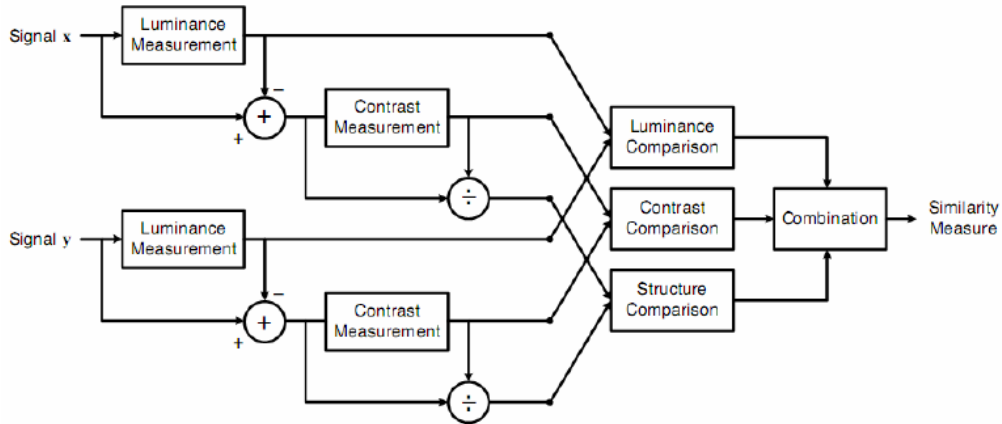 Signal x
Luminance
Measurement
−
+
+
Contrast
Measurement
÷
Signal y
Luminance
Measurement
−
+
+
Contrast
Measurement
÷
Luminance
Comparison
Contrast
Comparison
Structure
Comparison
Combination
Similarity
Measure